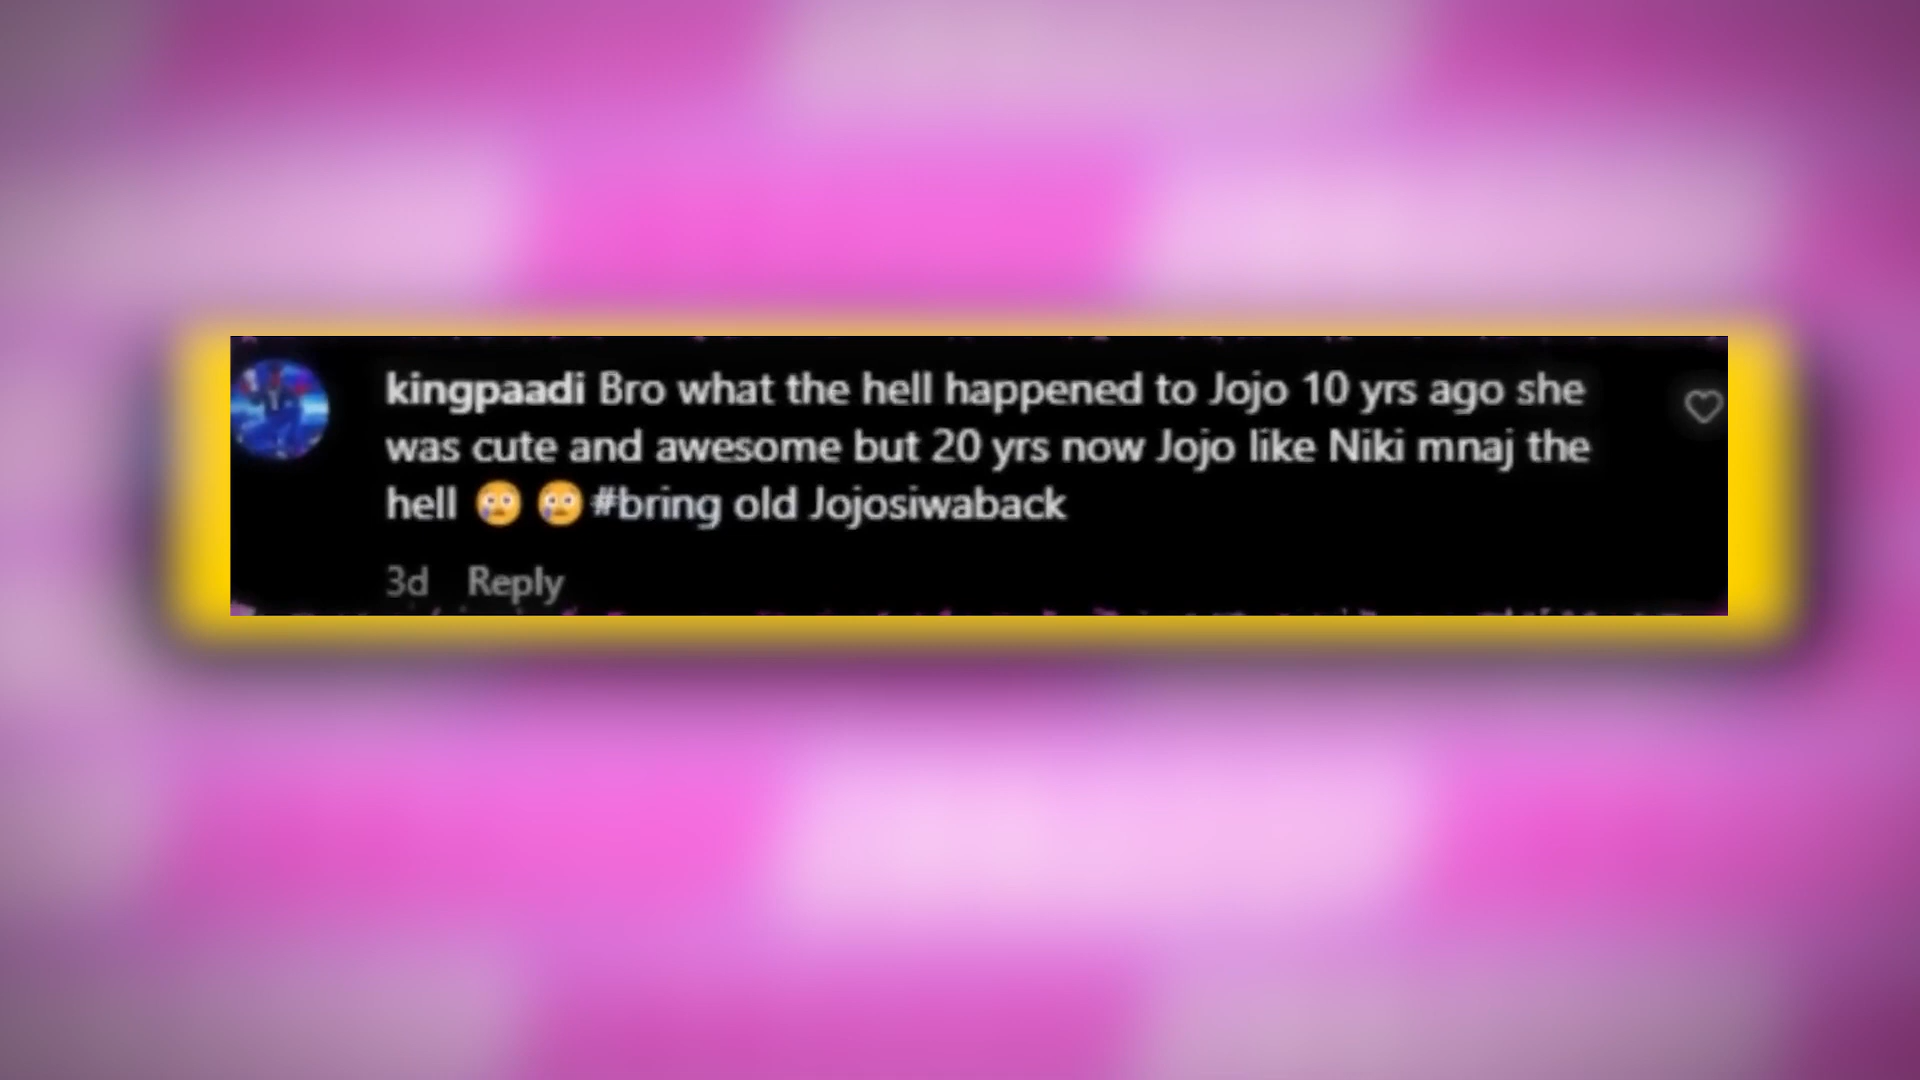 kingpaadi Bro what the hell happened to Jojo 10 yrs ago she
was cute and awesome but 20 yrs now Jojo like Niki mnaj the
hell 😢 😢#bring old Jojosiwaback
3d Reply